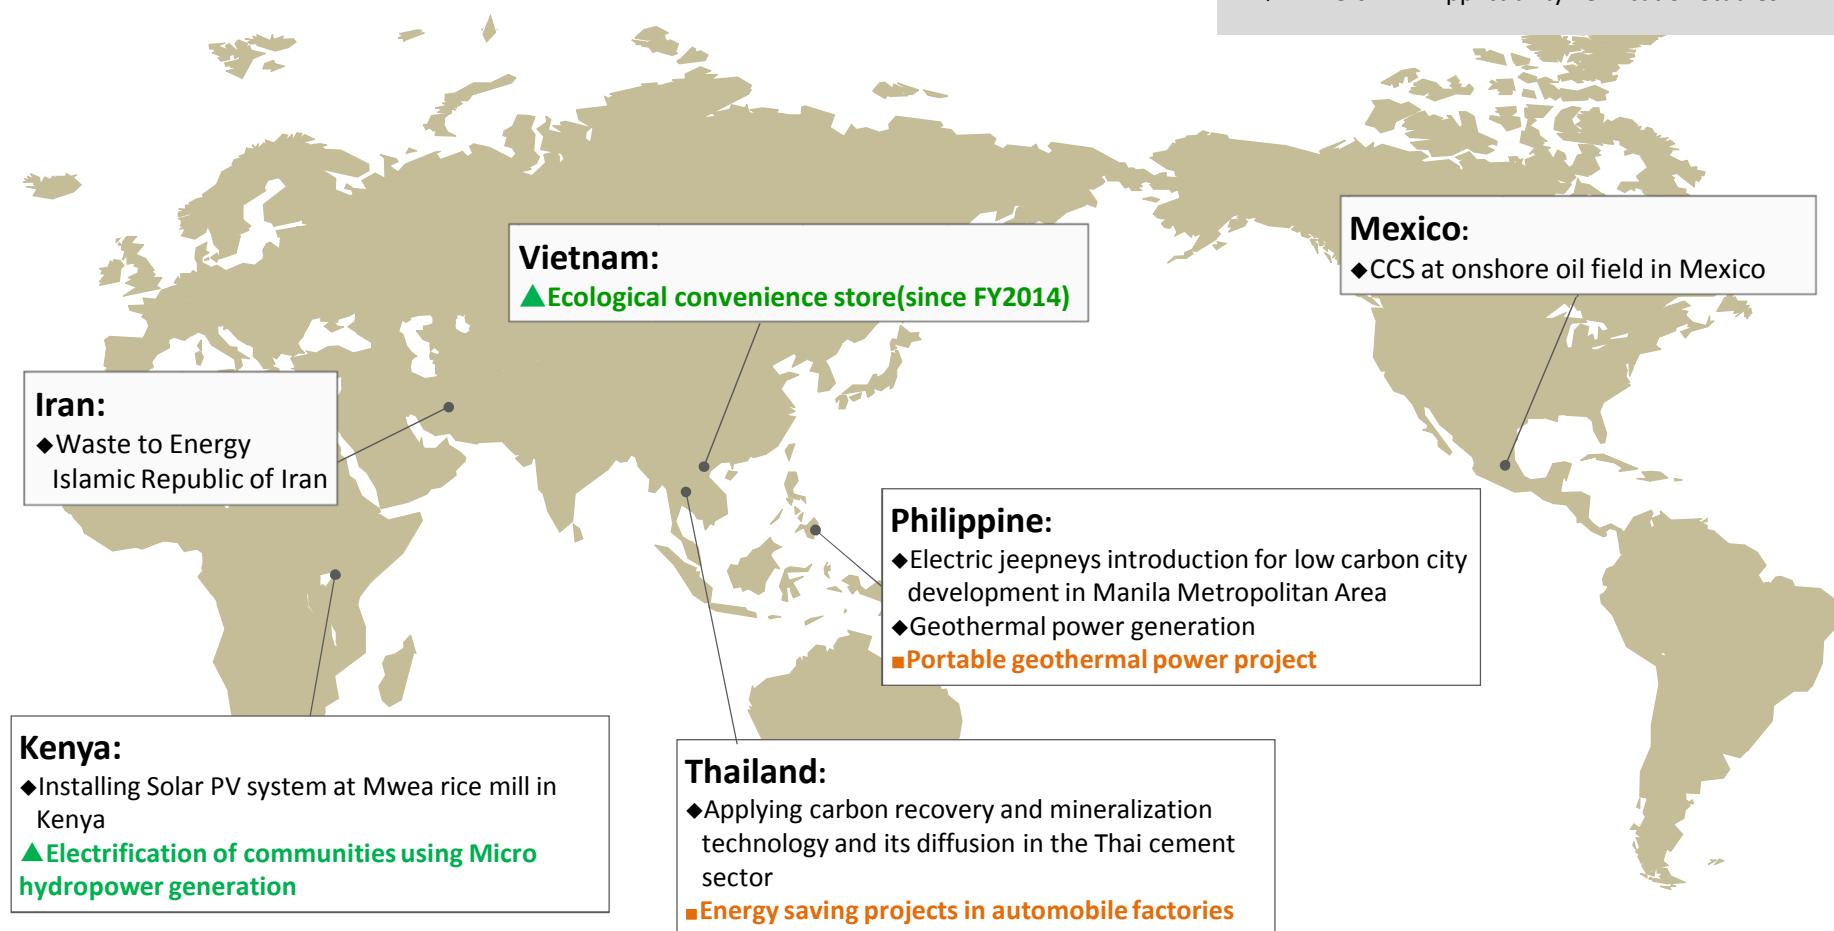 Vietnam:
▲Ecological convenience store(since FY2014)
Mexico:
◆CCS at onshore oil field in Mexico
Iran:
◆Waste to Energy
Islamic Republic of Iran
Philippine:
◆Electric jeepneys introduction for low carbon city
development in Manila Metropolitan Area
◆Geothermal power generation
■Portable geothermal power project
Kenya:
◆Installing Solar PV system at Mwea rice mill in
Kenya
▲Electrification of communities using Micro
hydropower generation
Thailand:
◆Applying carbon recovery and mineralization
technology and its diffusion in the Thai cement
sector
■Energy saving projects in automobile factories